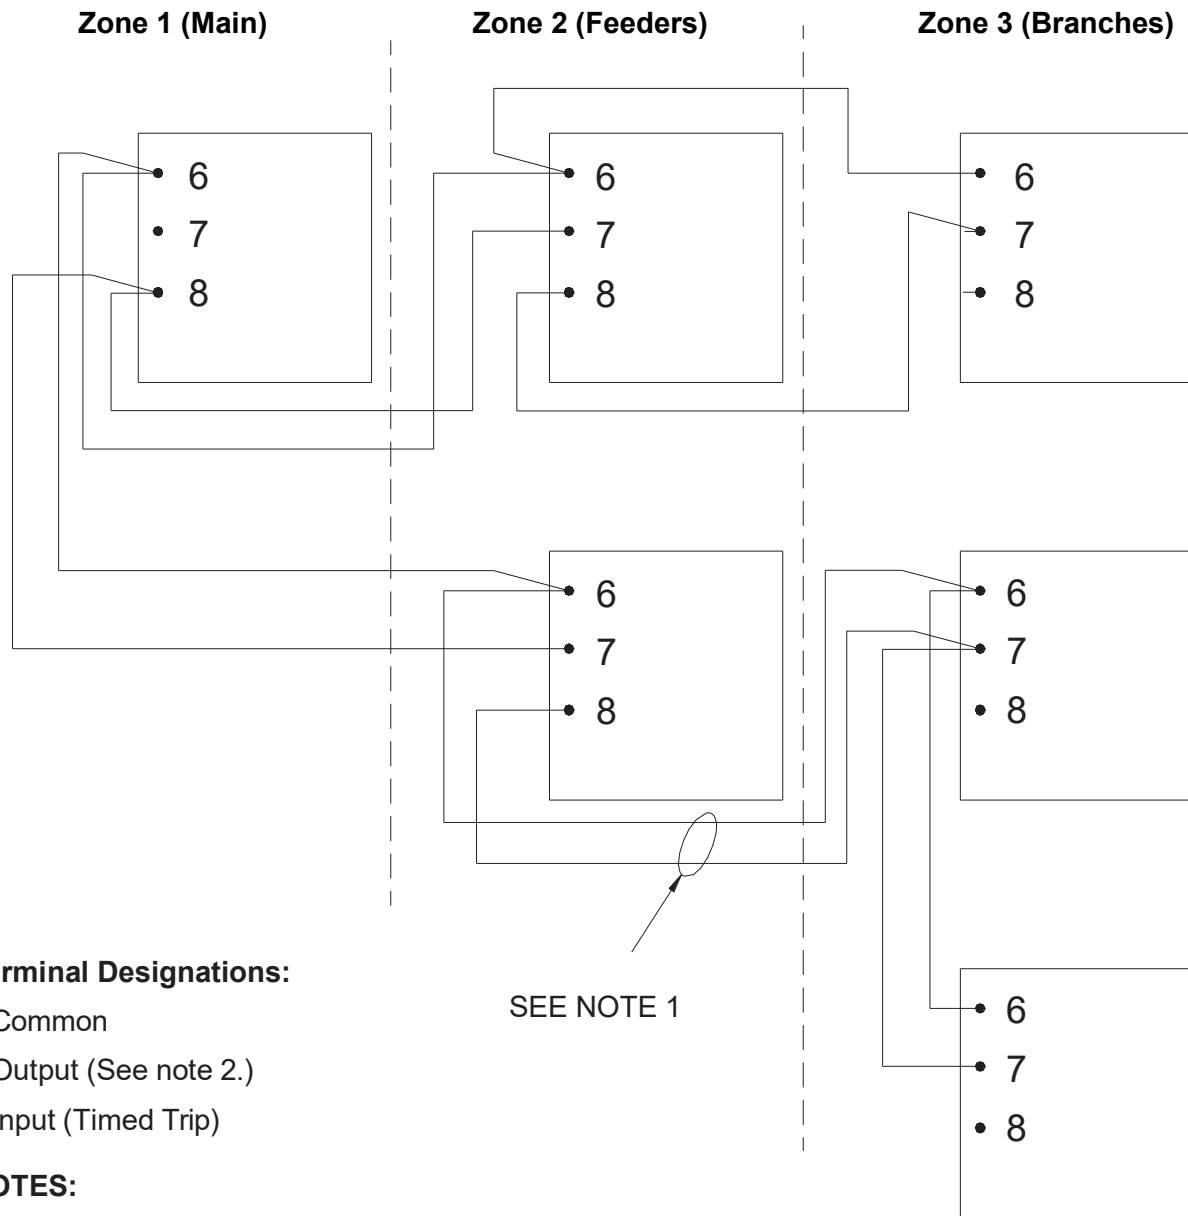 Zone 1 (Main) Zone 2 (Feeders) Zone 3 (Branches)
6 6 6
7 7 7
8 8 8
6 6
7 7
8 8
SEE NOTE 1
6
7
8
rminal Designations:
Common
Output (See note 2.)
nput (Timed Trip)
OTES: